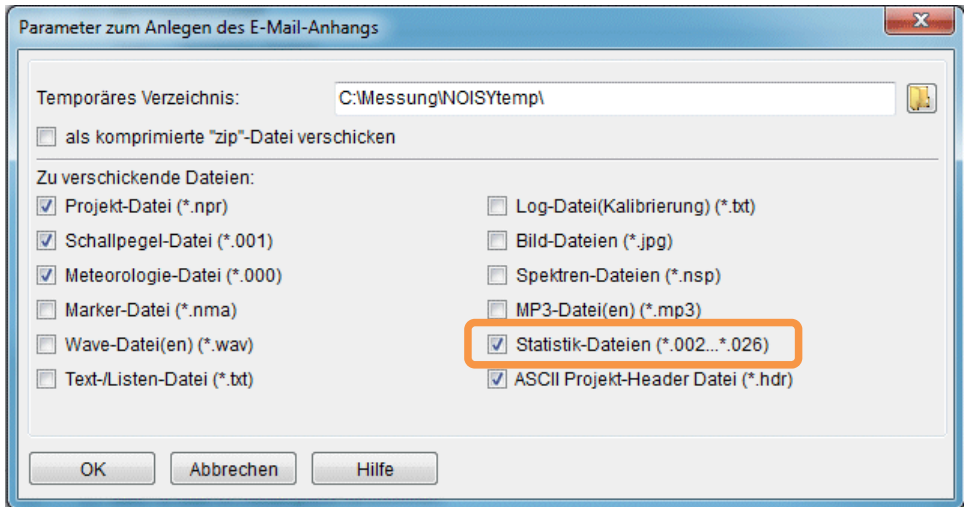 Parameter zum Anlegen des E-Mail-Anhangs
Temporäres Verzeichnis: C:\Messung\NOISYtemp\
als komprimierte "zip"-Datei verschicken
Zu verschickende Dateien:
Projekt-Datei (*.npr)
Schallpegel-Datei (*.001)
Meteorologie-Datei (*.000)
Marker-Datei (*.nma)
Wave-Datei(en) (*.wav)
Text-/Listen-Datei (*.txt)
Log-Datei(Kalibrierung) (*.txt)
Bild-Dateien (*.jpg)
Spektren-Dateien (*.nsp)
MP3-Datei(en) (*.mp3)
Statistik-Dateien (*.002...*.026)
ASCII Projekt-Header Datei (*.hdr)
OK Abbrechen Hilfe